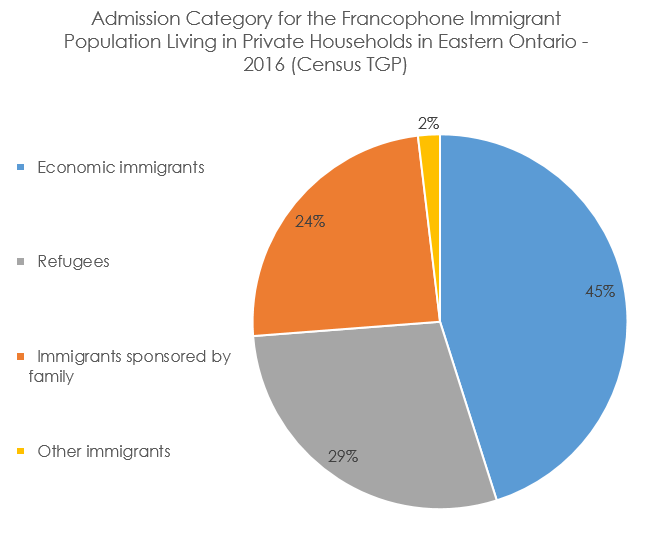 Admission Category for the Francophone Immigrant
Population Living in Private Households in Eastern Ontario -
2016 (Census TGP)
2%
Economic immigrants
24%
Refugees
45%
Immigrants sponsored by
family
Other immigrants
29%